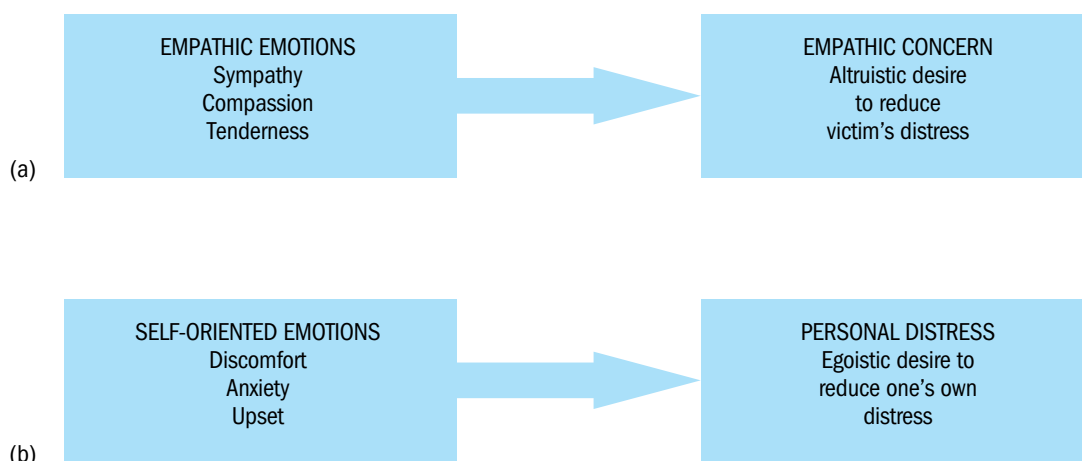 EMPATHIC EMOTIONS
Sympathy
Compassion
Tenderness
EMPATHIC CONCERN
Altruistic desire
to reduce
victim's distress
(a)
SELF-ORIENTED EMOTIONS
Discomfort
Anxiety
Upset
PERSONAL DISTRESS
Egoistic desire to
reduce one's own
distress
(b)